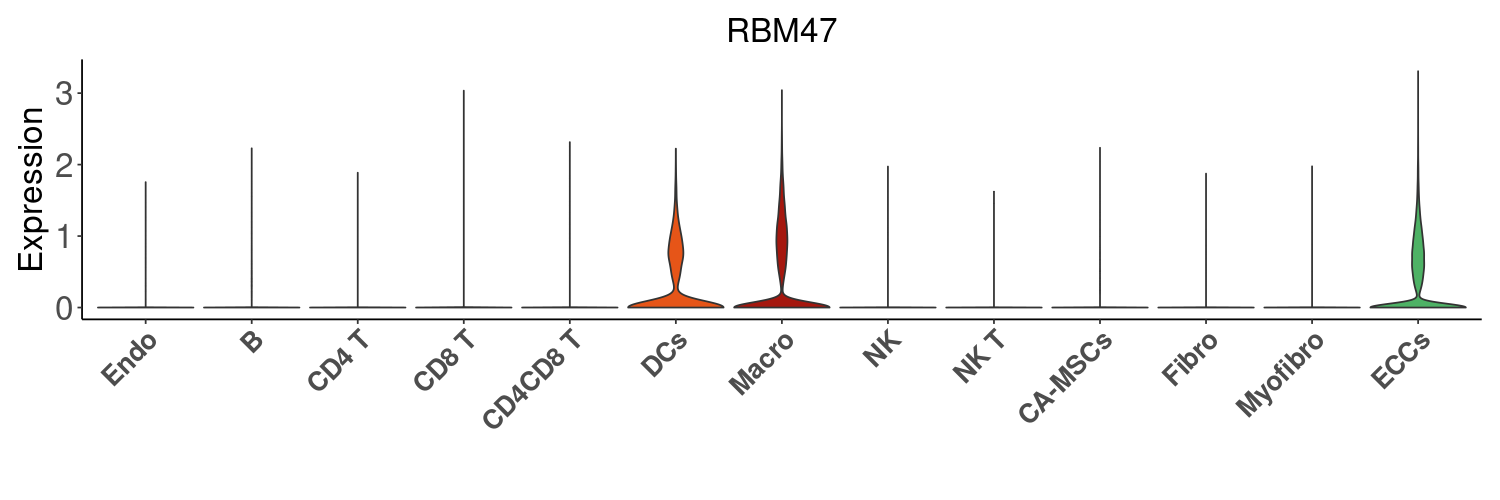 RBM47
Expression
3
2
1
0
Endo
B
CD4 T
CD8 T
CD4CD8 T
DCs
Macro
NK
NK T
CA-MSCs
Fibro
Myofibro
ECCs